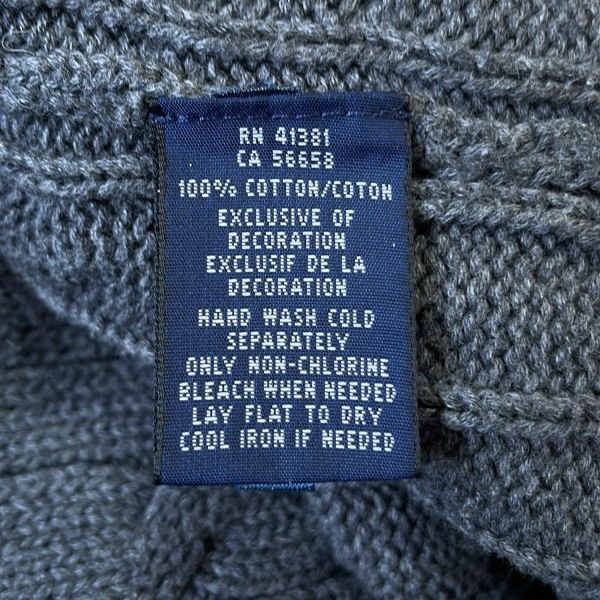 RN 41381
CA 56658
100% COTTON/COTON
EXCLUSIVE OF
DECORATION
EXCLUSIF DE LA
DECORATION
HAND WASH COLD
SEPARATELY
ONLY NON-CHLORINE
BLEACH WHEN NEEDED
LAY FLAT TO DRY
COOL IRON IF NEEDED